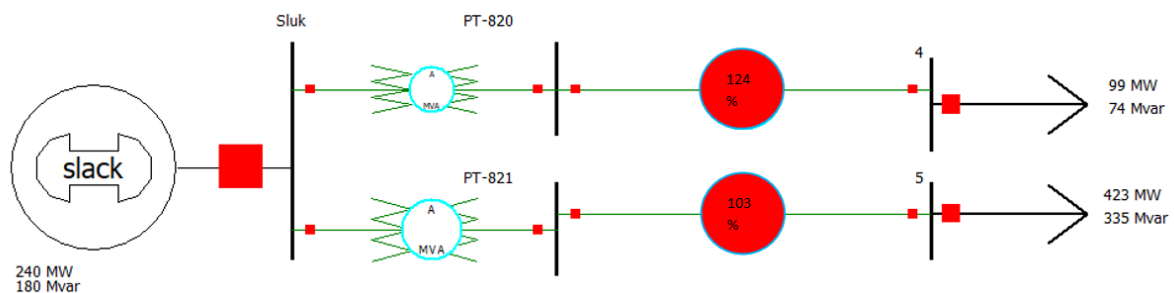 Sluk
PT-820
4
A
MVA
124
%
99 MW
74 Mvar
slack
PT-821
5
A
MVA
103
%
423 MW
335 Mvar
240 MW
180 Mvar